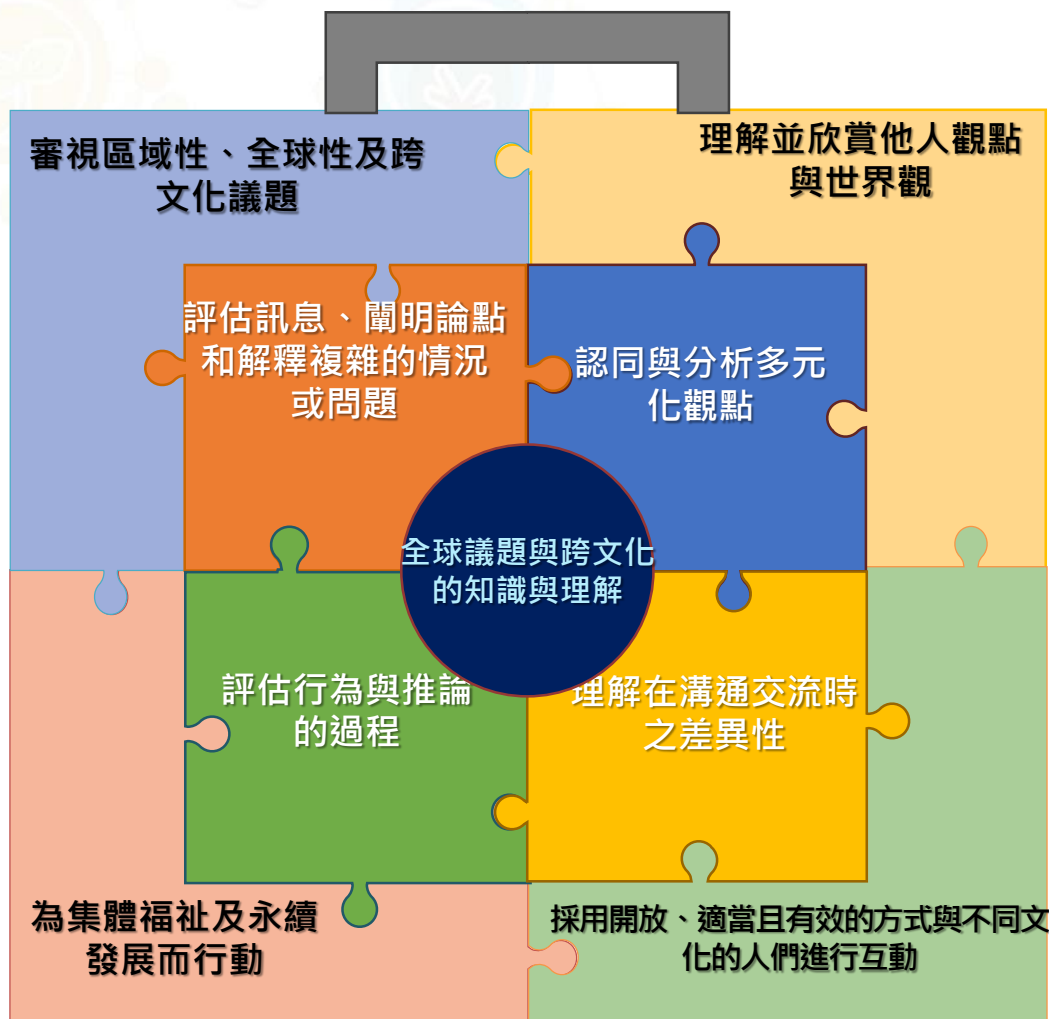 審視區域性、全球性及跨
文化議題
理解並欣賞他人觀點
與世界觀
評估訊息、闡明論點
和解釋複雜的情況
或問題
認同與分析多元
化觀點
全球議題與跨文化
的知識與理解
評估行為與推論
的過程
理解在溝通交流時
之差異性
為集體福祉及永續
發展而行動
採用開放、適當且有效的方式與不同文
化的人們進行互動